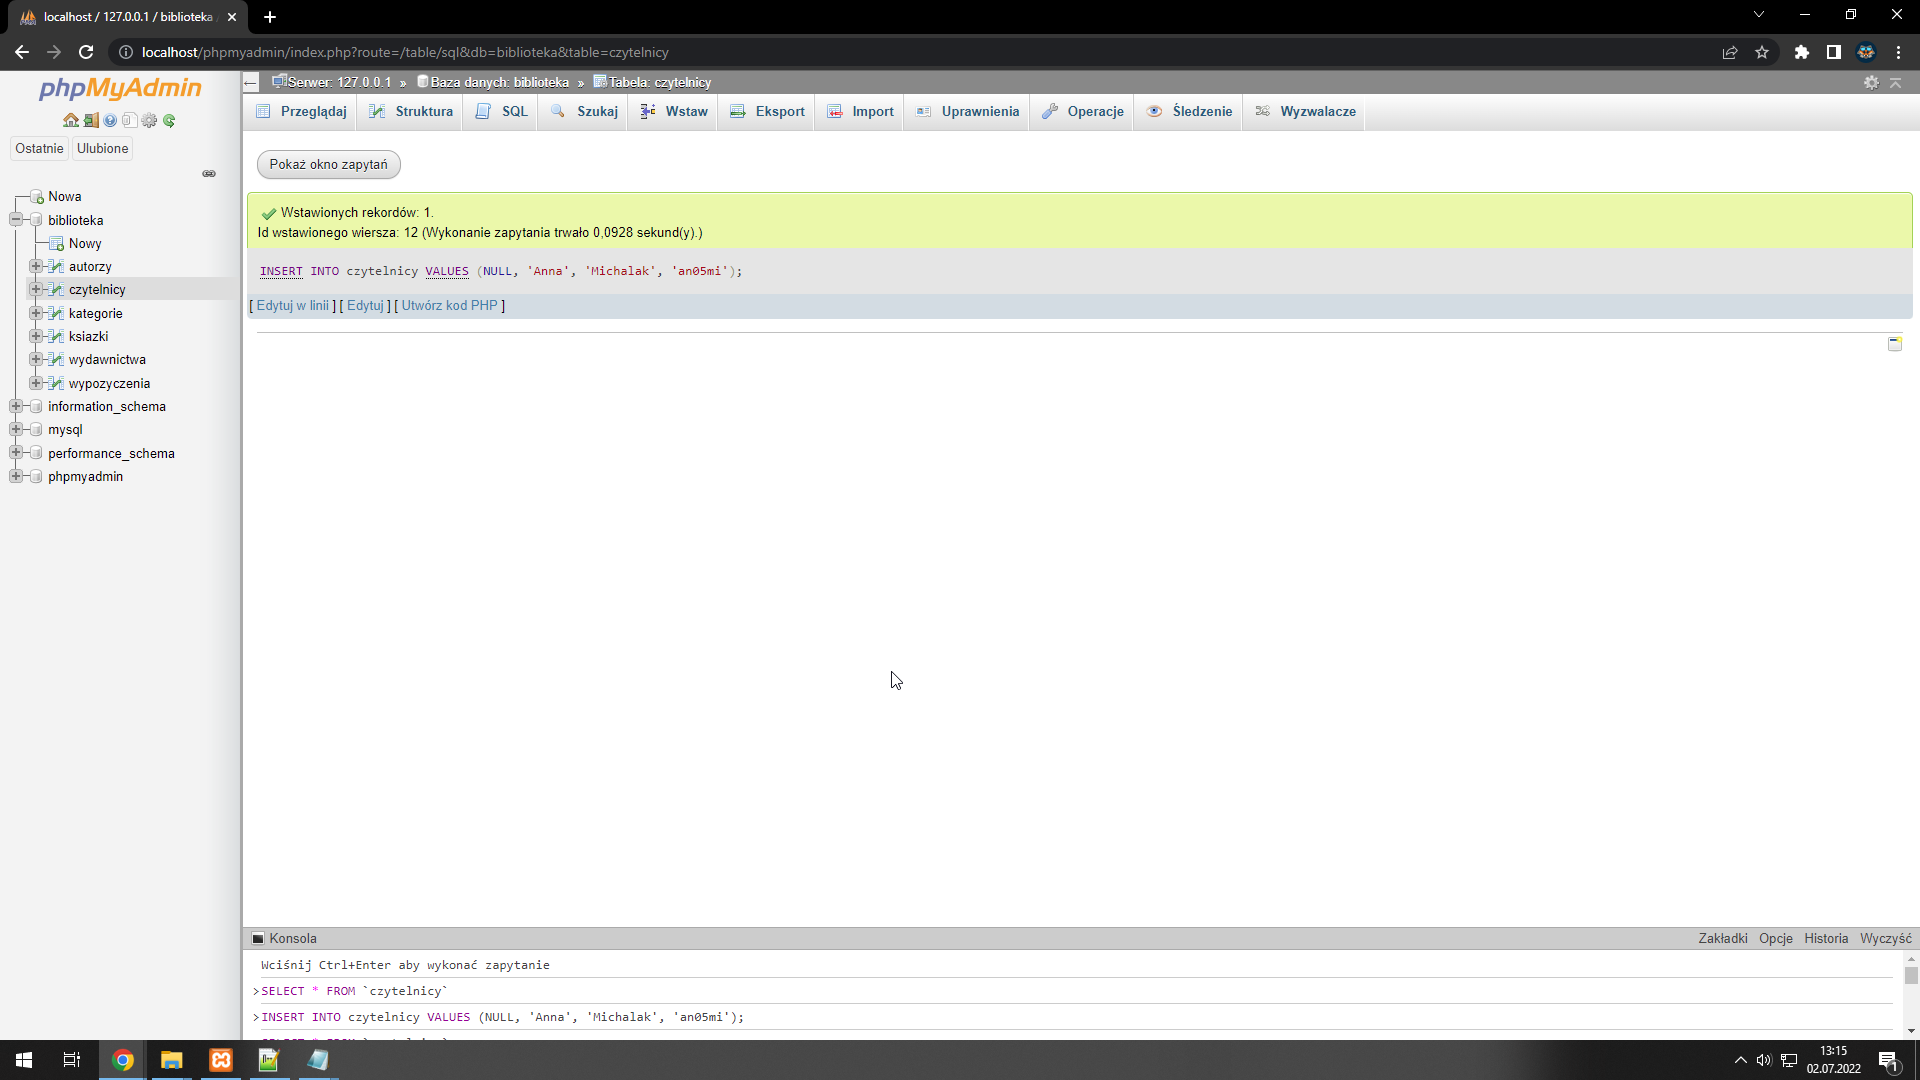 localhost / 127.0.0.1 / biblioteka
localhost/phpmyadmin/index.php?route=/table/sql&db=biblioteka&table=czytelnicy
phpMyAdmin
Ostatnie
Ulubione
Nowa
biblioteka
Nowy
autorzy
czytelnicy
kategorie
ksiazki
wydawnictwa
wypozyczenia
information_schema
mysql
performance_schema
phpmyadmin
Serwer: 127.0.0.1 » Baza danych: biblioteka » Tabela: czytelnicy
Przeglądaj Struktura SQL Szukaj Wstaw Eksport Import Uprawnienia Operacje Śledzenie Wyzwalacze
Pokaż okno zapytań
Wstawionych rekordów: 1.
Id wstawionego wiersza: 12 (Wykonanie zapytania trwało 0,0928 sekund(y).)
INSERT INTO czytelnicy VALUES (NULL, 'Anna', 'Michalak', 'an05mi');
[ Edytuj w linii ] [ Edytuj ] [ Utwórz kod PHP ]
Konsola
Zakładki Opcje Historia Wyczyść
Wciśnij Ctrl+Enter aby wykonać zapytanie
>SELECT * FROM `czytelnicy`
>INSERT INTO czytelnicy VALUES (NULL, 'Anna', 'Michalak', 'an05mi');
13:15
02.07.2022
1